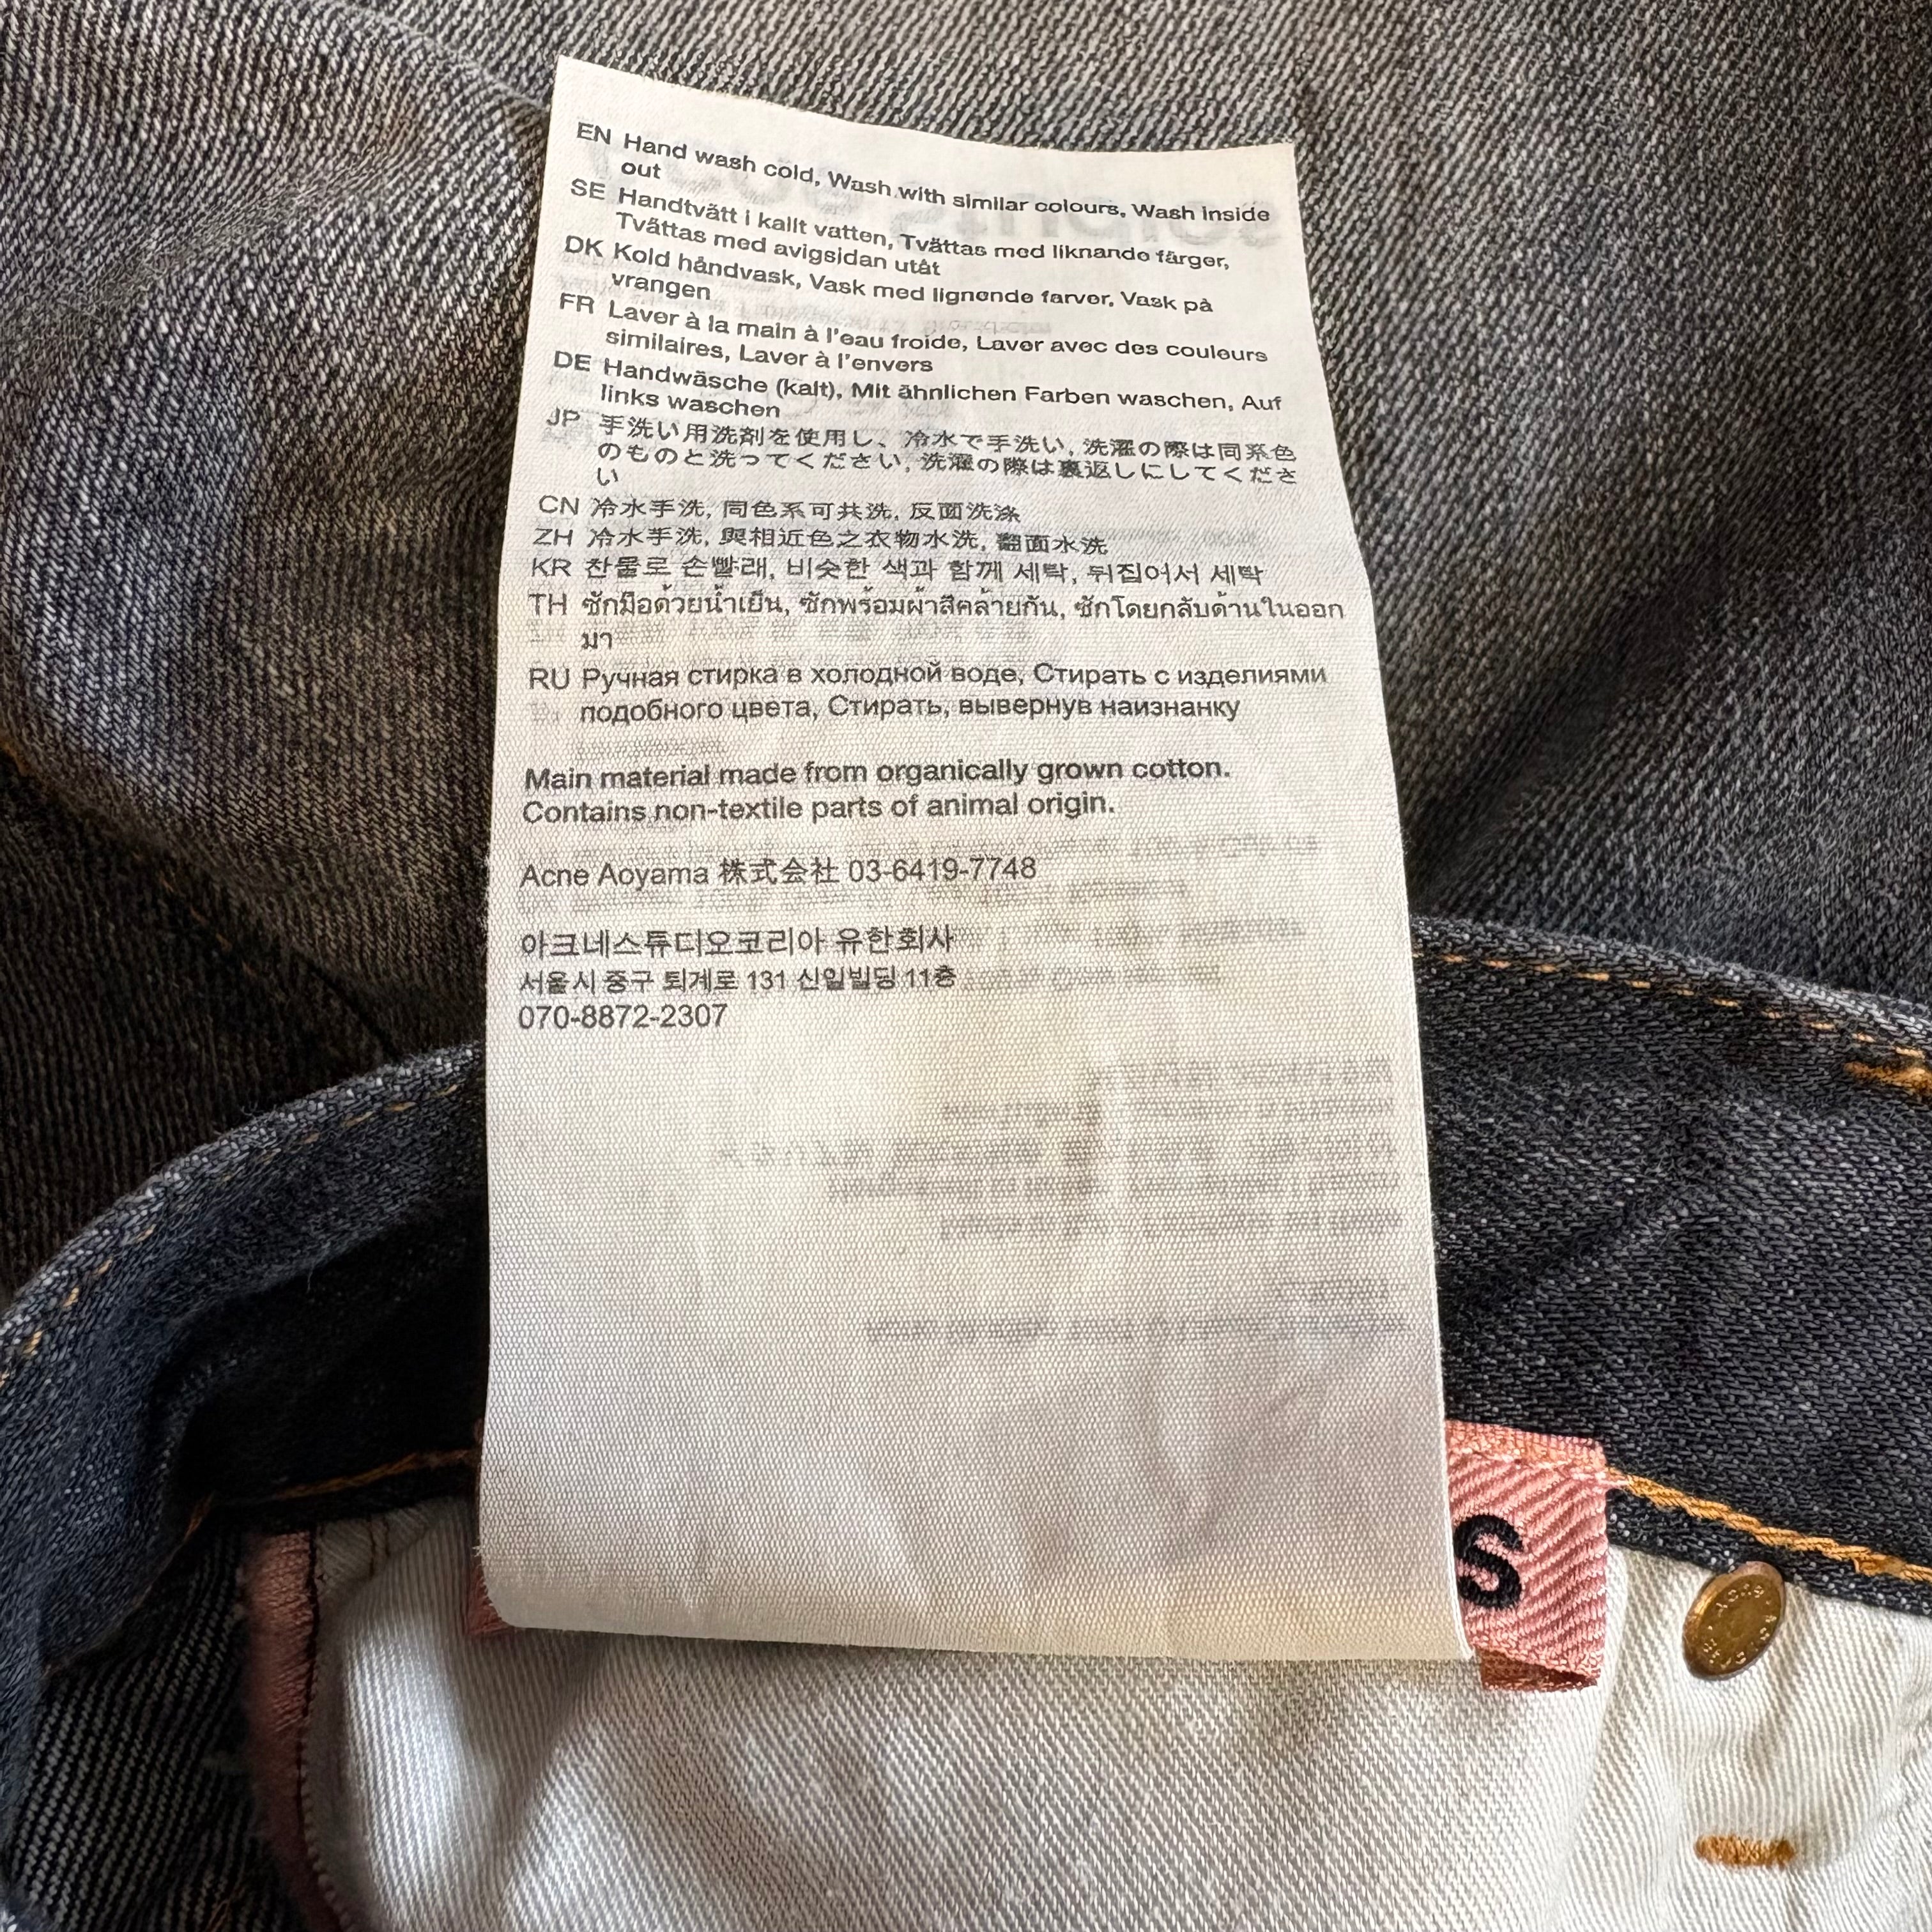 EN Hand wash cold, Wash with similar colours, Wash inside
out
SE Handtvätt i kallt vatten, Tvättas med liknande färger,
Tvättas med avigsidan utåt
DK Kold håndvask, Vask med lignende farver, Vask på
vrangen
FR Laver à la main à l'eau froide, Laver avec des couleurs
similaires, Laver à l'envers
DE Handwäsche (kalt), Mit ähnlichen Farben waschen, Auf
links waschen
JP 手洗い用洗剤を使用し、冷水で手洗い, 洗濯の際は同系色
のものと洗ってください, 洗濯の際は裏返しにしてくださ
い
CN 冷水手洗, 同色系可共洗, 反面洗涤
ZH 冷水手洗, 與相近色之衣物水洗, 翻面水洗
KR 찬물로 손빨래, 비슷한 색과 함께 세탁, 뒤집어서 세탁
TH ซักมือด้วยน้ำเย็น, ซักพร้อมผ้าสีคล้ายกัน, ซักโดยกลับด้านในออก
มา
RU Ручная стирка в холодной воде, Стирать с изделиями
подобного цвета, Стирать, вывернув наизнанку
Main material made from organically grown cotton.
Contains non-textile parts of animal origin.
Acne Aoyama 株式会社 03-6419-7748
아크네스튜디오코리아 유한회사
서울시 중구 퇴계로 131 신일빌딩 11층
070-8872-2307
s